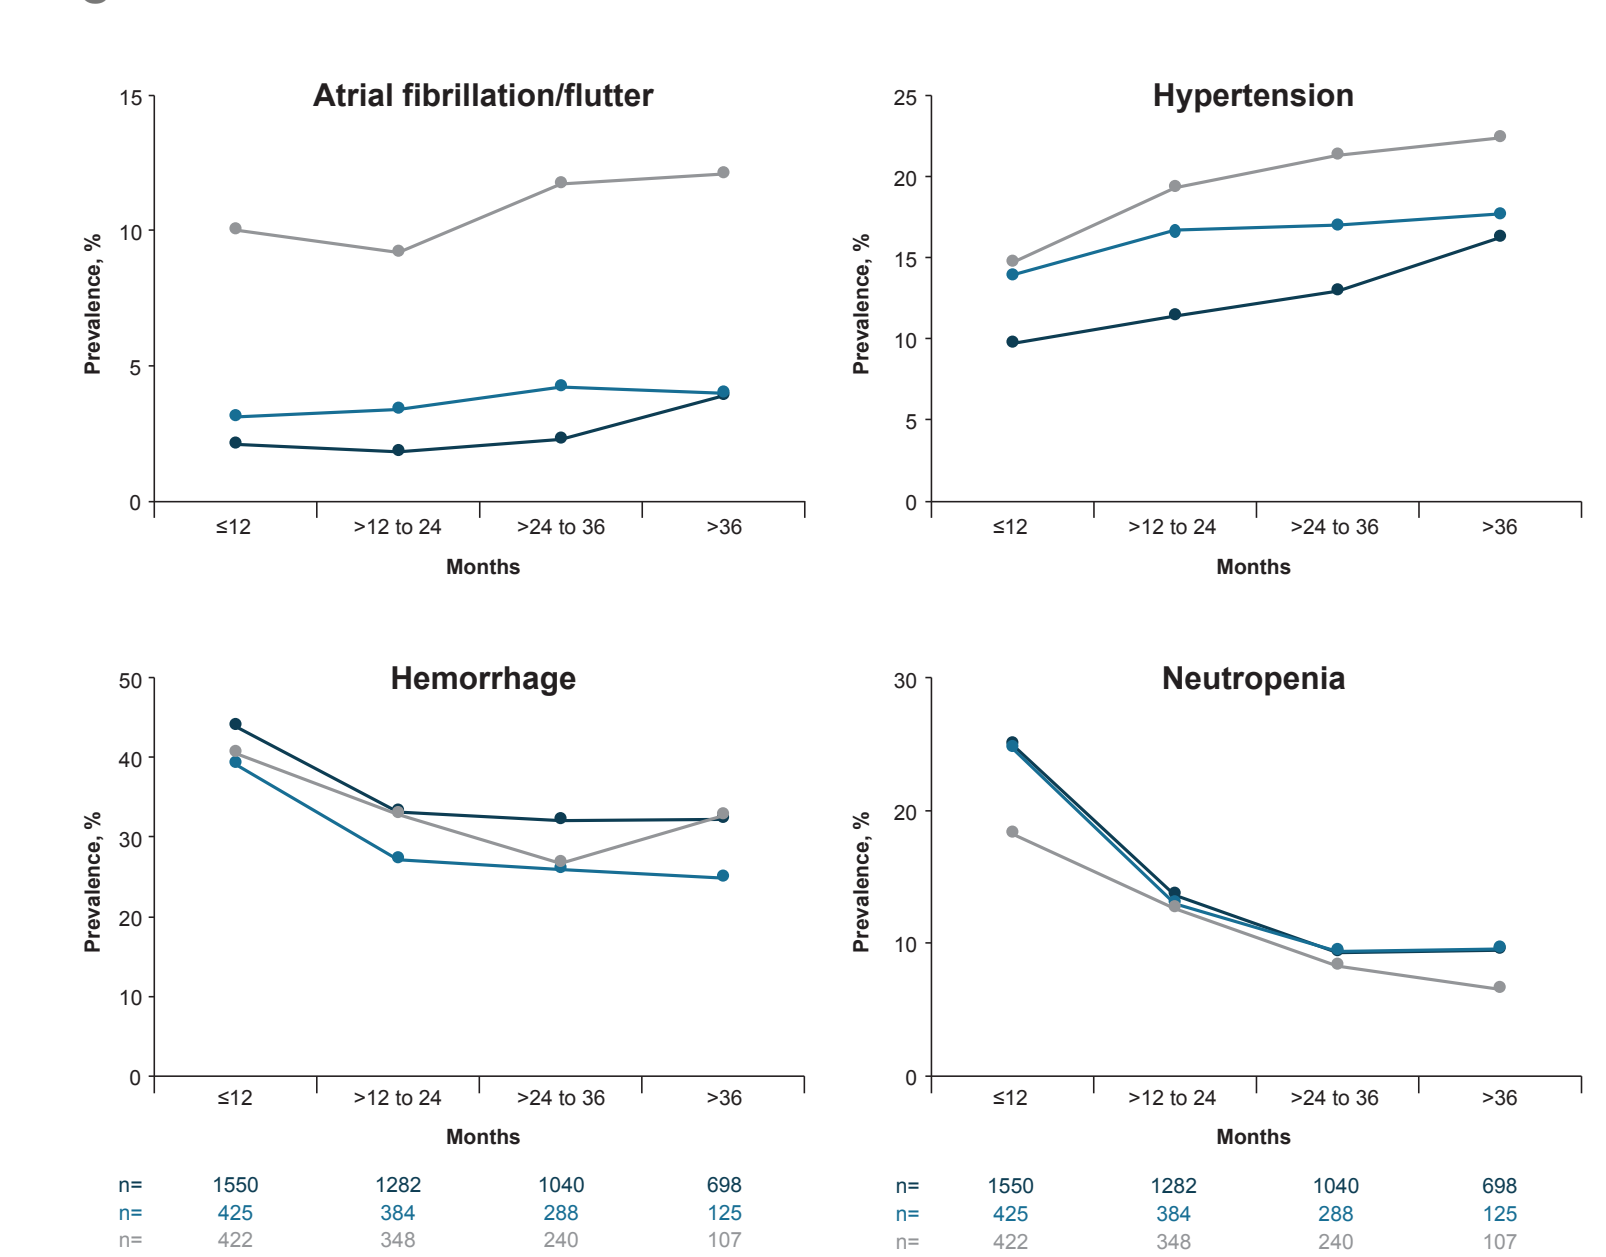 Atrial fibrillation/flutter
15
10
5
0
Prevalence, %
≤12 >12 to 24 >24 to 36 >36
Months
Hypertension
25
20
15
10
5
0
Prevalence, %
≤12 >12 to 24 >24 to 36 >36
Months
Hemorrhage
50
40
30
20
10
0
Prevalence, %
≤12 >12 to 24 >24 to 36 >36
Months
n= 1550 1282 1040 698
n= 425 384 288 125
n= 422 348 240 107
Neutropenia
30
20
10
0
Prevalence, %
≤12 >12 to 24 >24 to 36 >36
Months
n= 1550 1282 1040 698
n= 425 384 288 125
n= 422 348 240 107